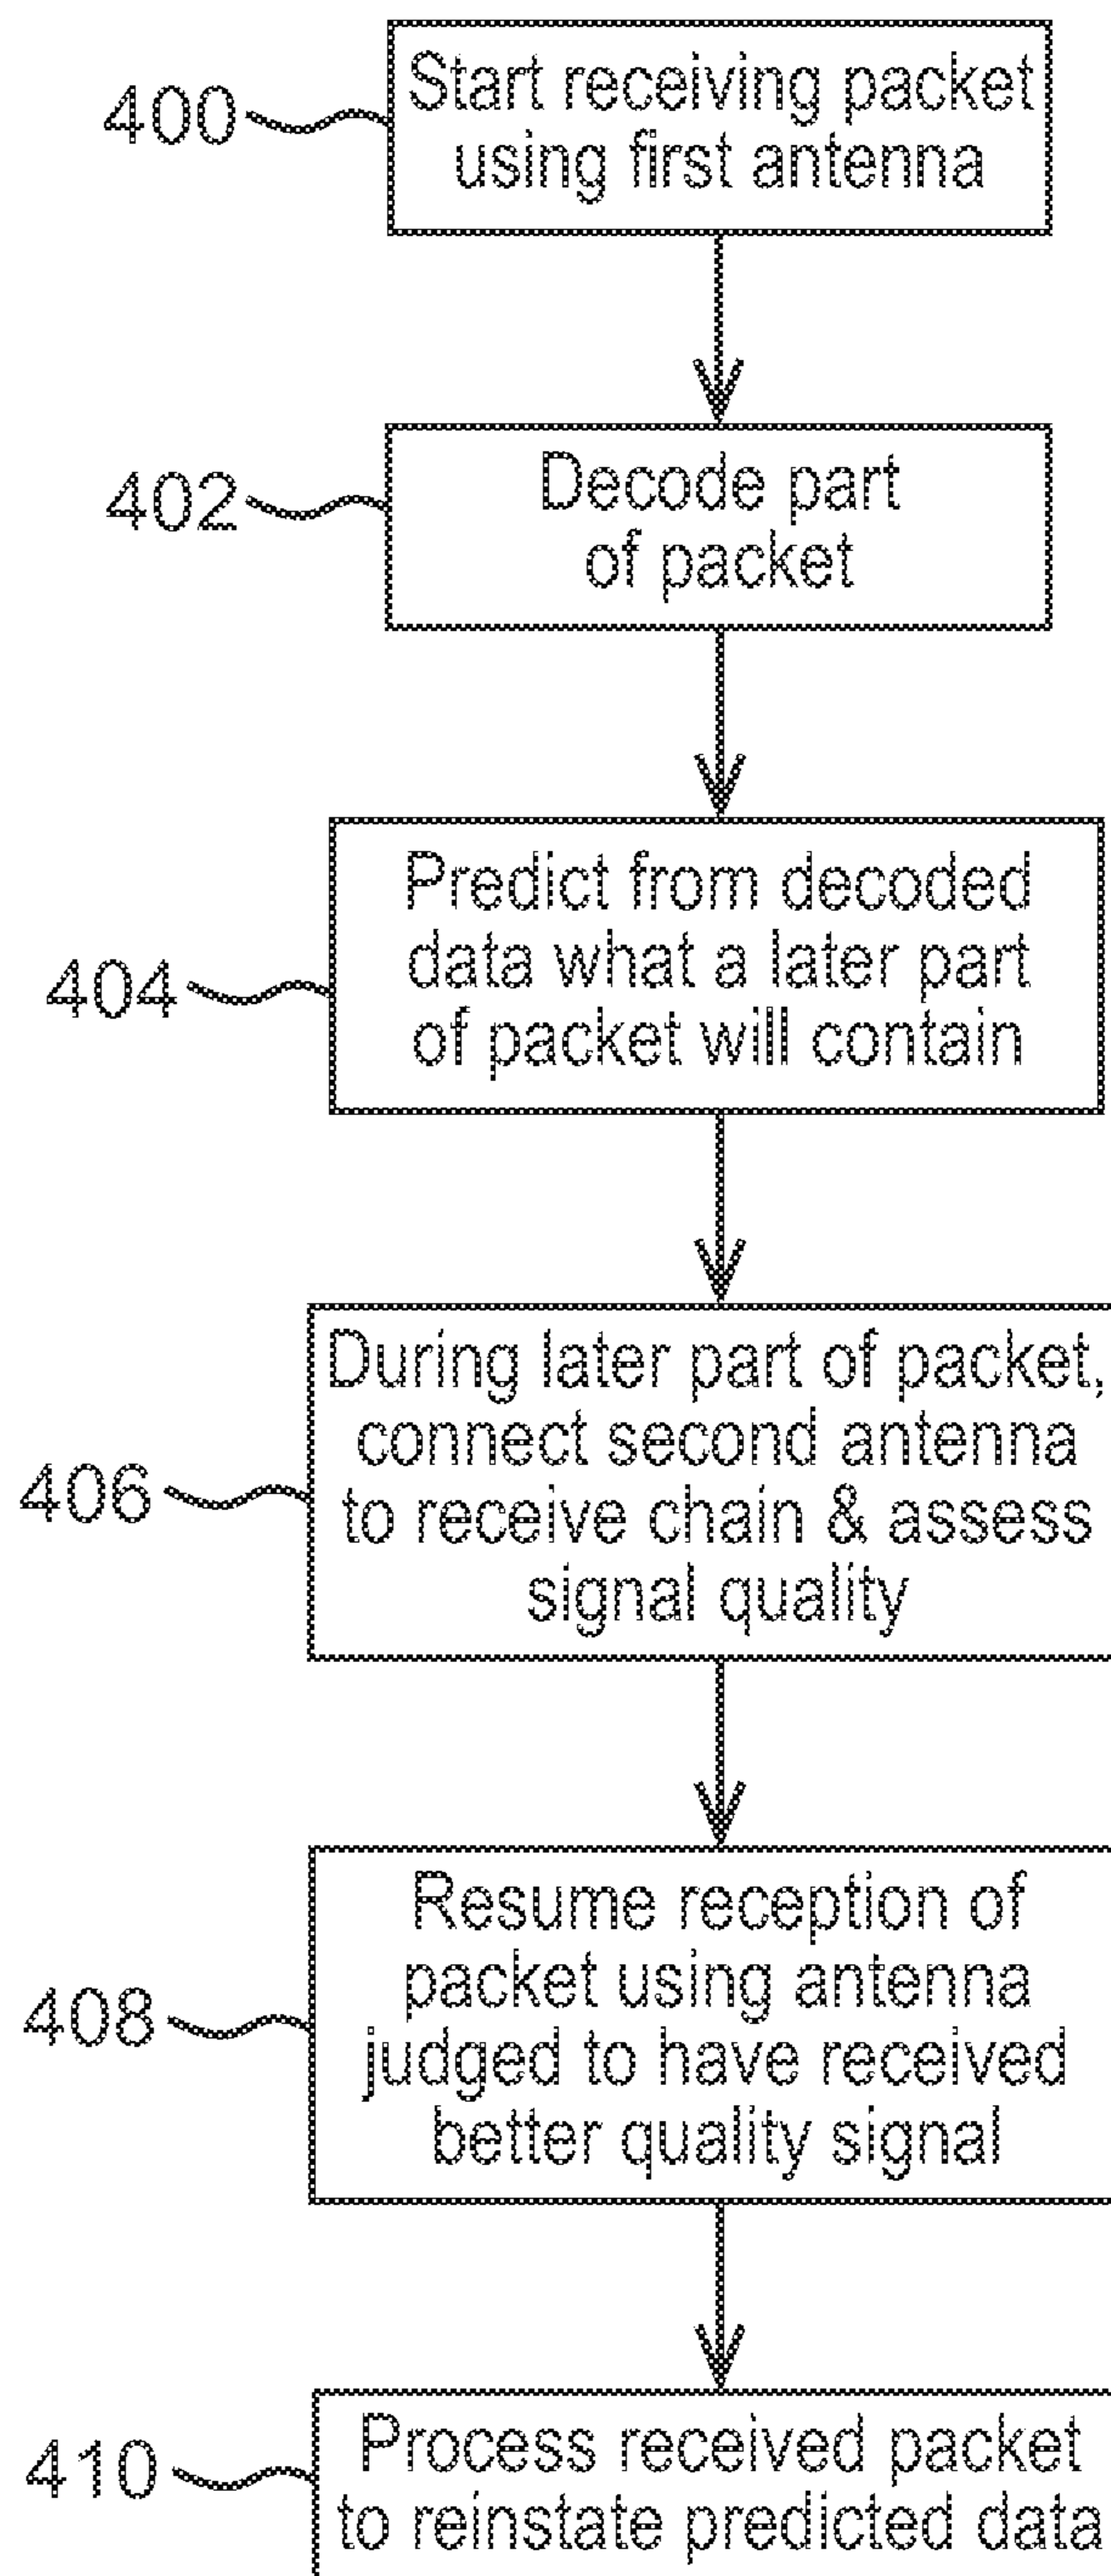 400
Start receiving packet
using first antenna
402
Decode part
of packet
404
Predict from decoded
data what a later part
of packet will contain
406
During later part of packet,
connect second antenna
to receive chain & assess
signal quality
408
Resume reception of
packet using antenna
judged to have received
better quality signal
410
Process received packet
to reinstate predicted data